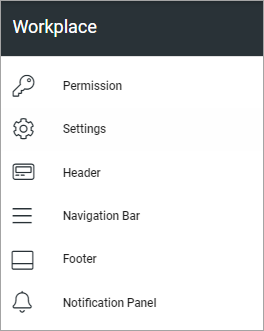 Workplace
Permission
Settings
Header
Navigation Bar
Footer
Notification Panel